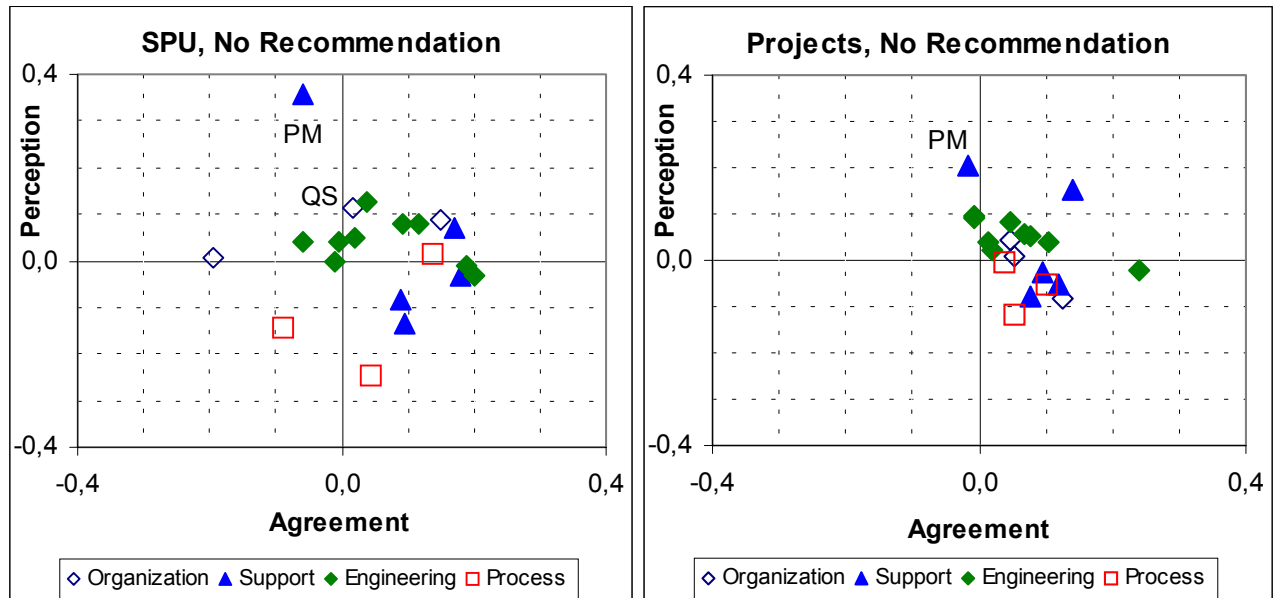 SPU, No Recommendation
0,4
Perception
PM
QS
0,0
-0,4
-0,4 0,0 0,4
Agreement
Organization Support Engineering Process
Projects, No Recommendation
0,4
Perception
PM
0,0
-0,4
-0,4 0,0 0,4
Agreement
Organization Support Engineering Process